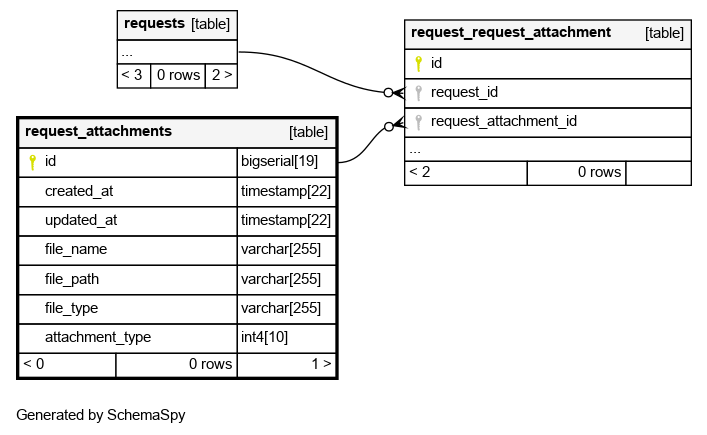 requests [table]
...
< 3 0 rows 2 >
request_request_attachment [table]
id
request_id
request_attachment_id
...
< 2 0 rows
request_attachments [table]
id bigserial[19]
created_at timestamp[22]
updated_at timestamp[22]
file_name varchar[255]
file_path varchar[255]
file_type varchar[255]
attachment_type int4[10]
< 0 0 rows 1 >
Generated by SchemaSpy